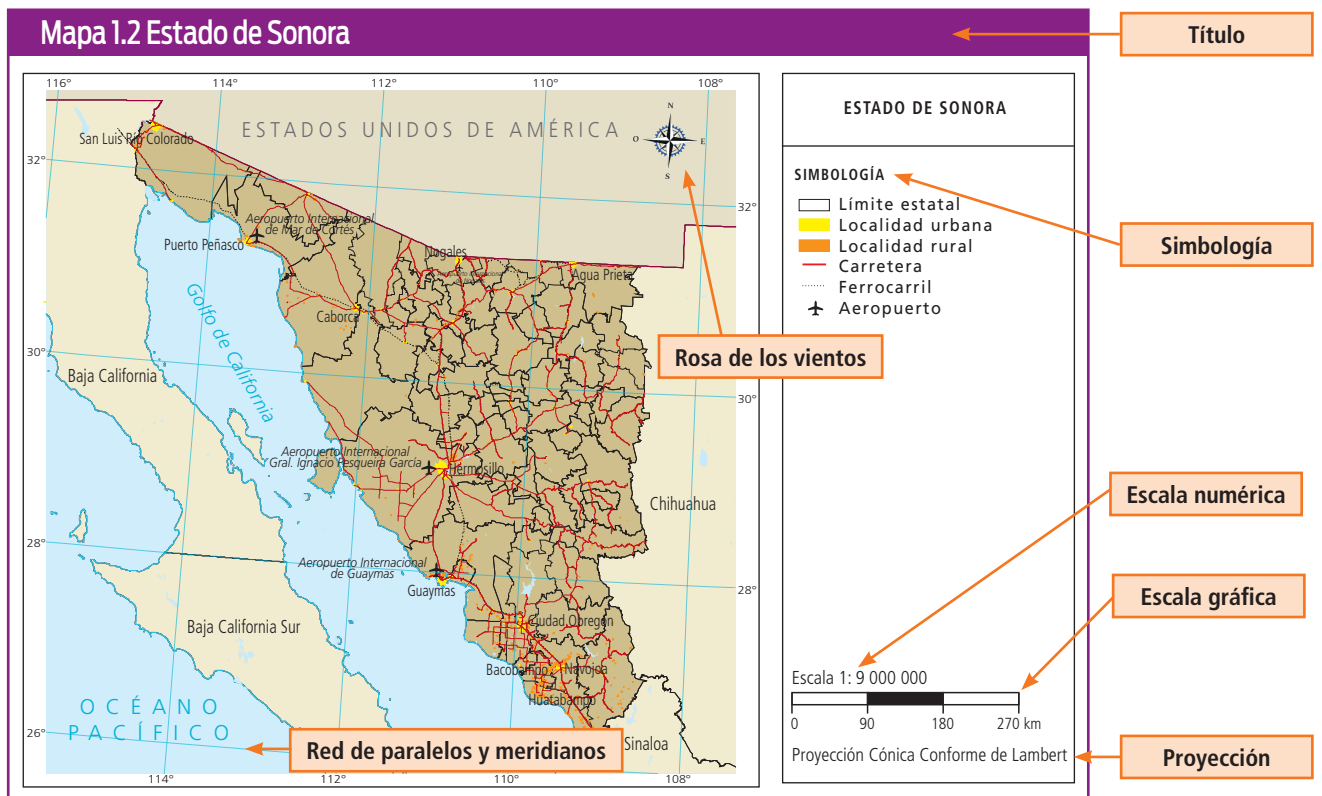 Mapa 1.2 Estado de Sonora
Título
116°
114°
112°
110°
108°
ESTADOS UNIDOS DE AMÉRICA
N
O
E
S
San Luis Río Colorado
32°
32°
Aeropuerto International
de Mar de Cortés
Puerto Peñasco
Nogales
Agua Prieta
Golfo de California
Caborca
Rosa de los vientos
30°
30°
Baja California
Aeropuerto Internacional
Gral. Ignacio Pesqueira García
Hermosillo
Chihuahua
28°
28°
Aeropuerto Internacional
de Guaymas
Guaymas
Baja California Sur
Ciudad Obregón
Bacobampo
Navojoa
Huatabampo
OCÉANO
PACÍFICO
26°
Red de paralelos y meridianos
Sinaloa
114°
112°
110°
108°
ESTADO DE SONORA
SIMBOLOGÍA
Límite estatal
Localidad urbana
Localidad rural
Carretera
Ferrocarril
Aeropuerto
Simbología
Escala numérica
Escala gráfica
Escala 1: 9 000 000
0 90 180 270 km
Proyección Cónica Conforme de Lambert
Proyección